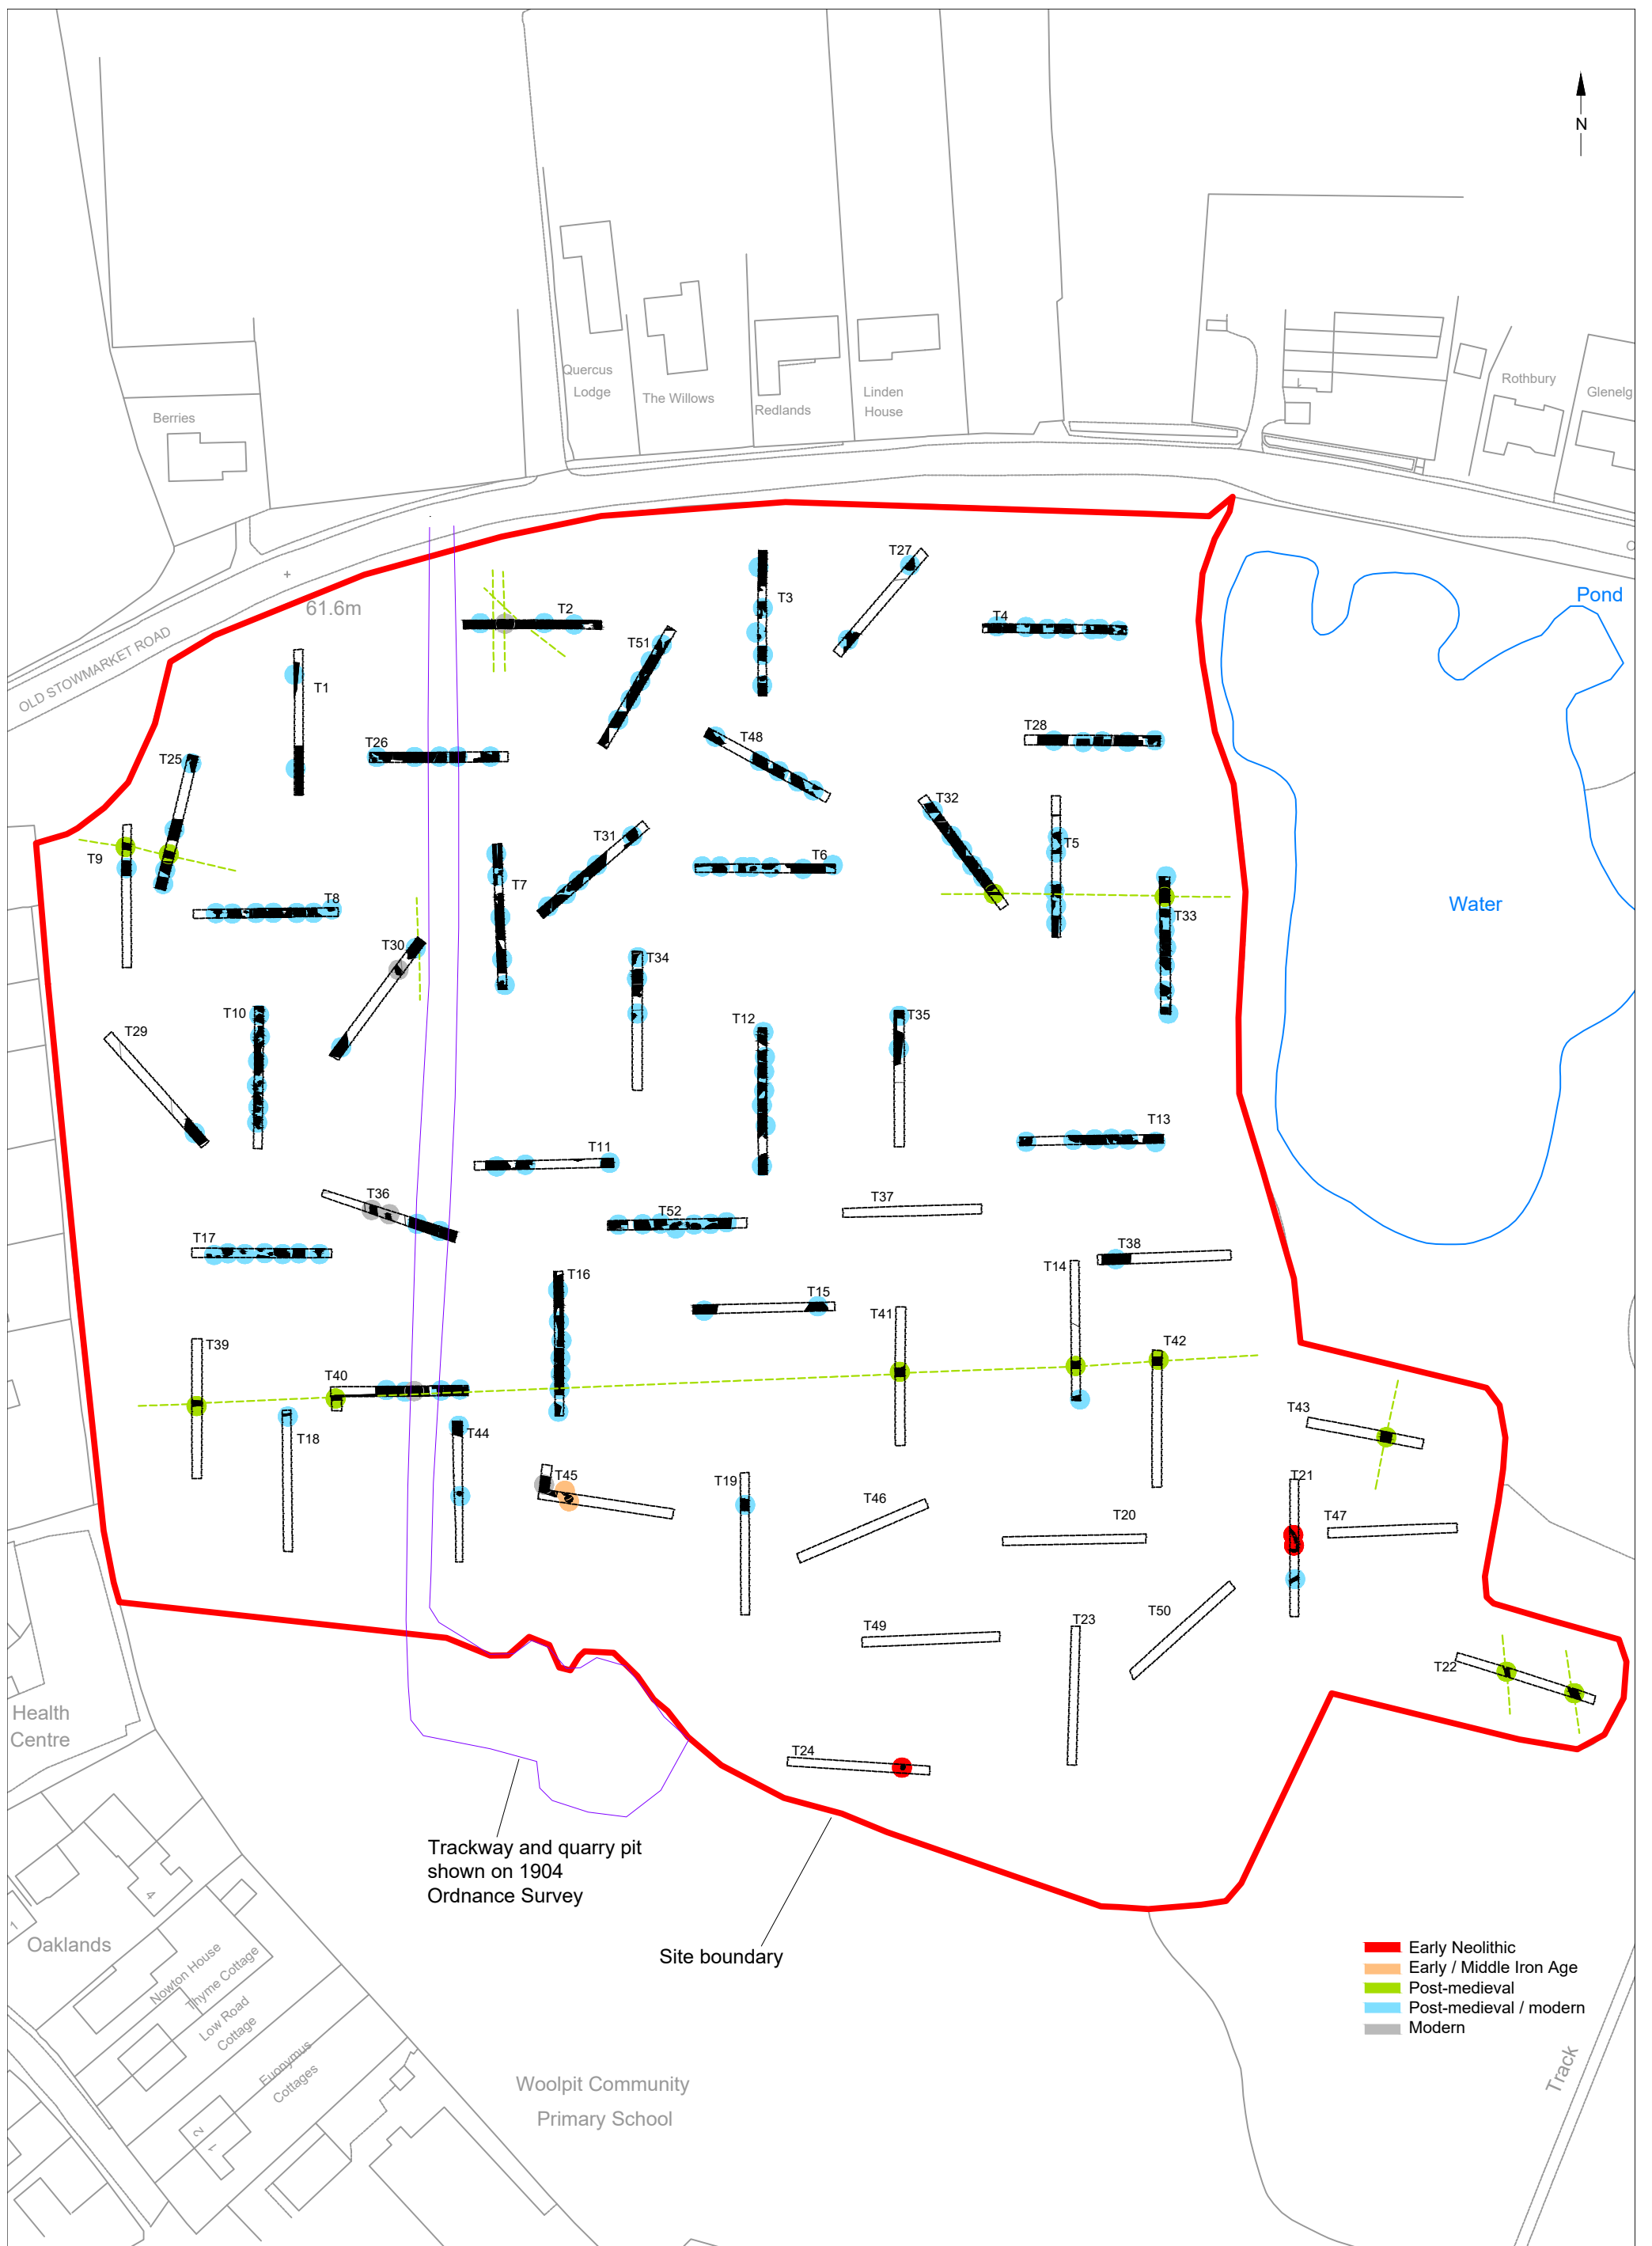 N
Quercus
Lodge
The Willows
Redlands
Linden
House
Rothbury
Glenelg
Berries
61.6m
OLD STOWMARKET ROAD
Pond
Water
T27
T3
T2
T4
T51
T1
T28
T48
T26
T25
T32
T31
T5
T6
T9
T7
T8
T33
T30
T34
T10
T12
T35
T29
T13
T11
T36
T37
T52
T17
T38
T14
T16
T15
T41
T39
T42
T40
T43
T18
T44
T45
T21
T19
T46
T20
T47
T50
T49
T23
T22
T24
Health
Centre
Trackway and quarry pit
shown on 1904
Ordnance Survey
Site boundary
4
1
Oaklands
Nowton House
Thyme Cottage
Low Road
Cottage
Euonymus
Cottages
2
1
Woolpit Community
Primary School
Early Neolithic
Early / Middle Iron Age
Post-medieval
Post-medieval / modern
Modern
Track